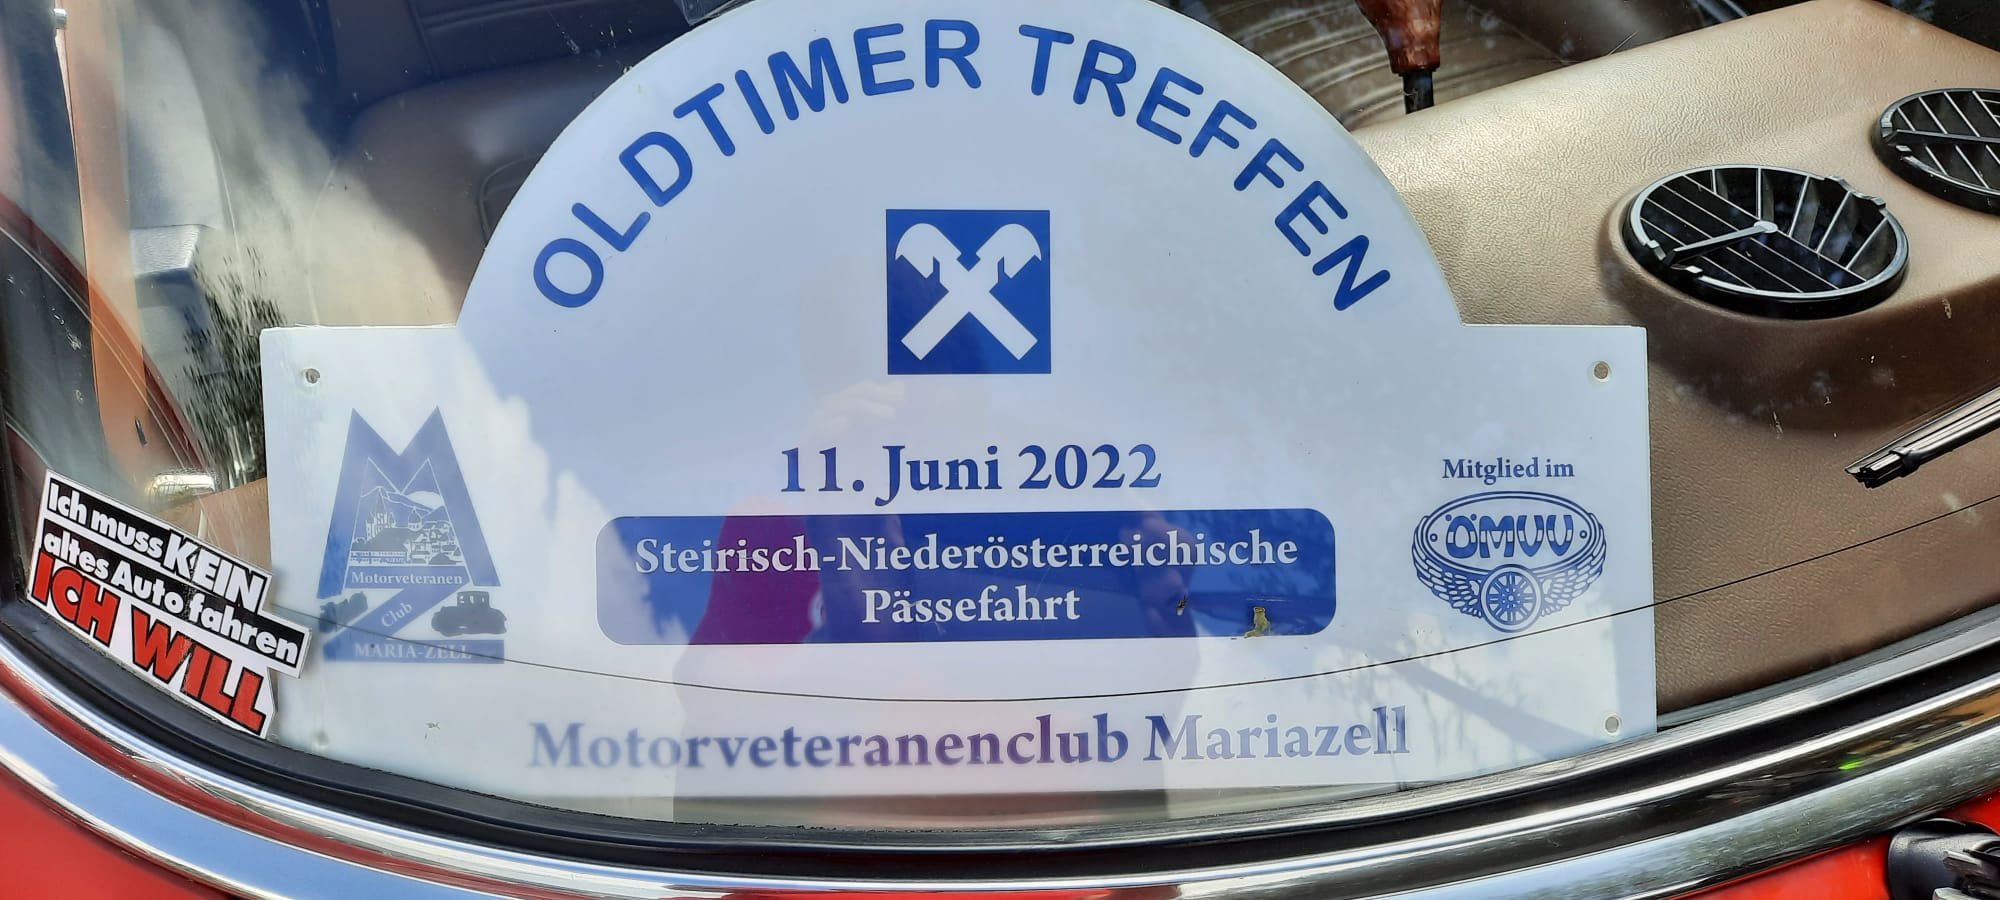 OLDTIMER TREFFEN
11. Juni 2022
Steirisch-Niederösterreichische
Pässefahrt
Motorveteranenclub Mariazell
Motorveteranen
Club
MARIA-ZELL
Mitglied im
ÖMVV
Ich muss KEIN
altes Auto fahren
ICH WILL